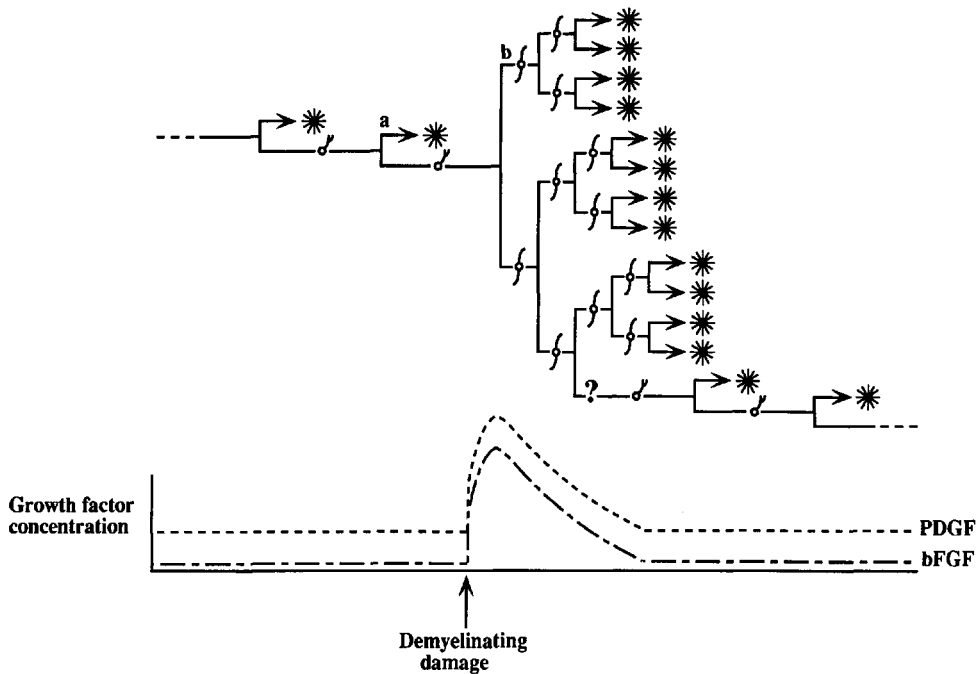 b
a
?
Growth factor
concentration
PDGF
bFGF
Demyelinating
damage